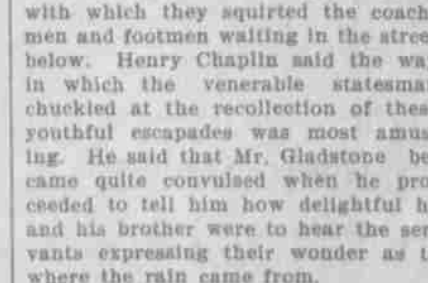 with which they squirted the coach
men and footmen waiting in the stree
below. Henry Chaplin said the wa
in which the venerable statesma
chuckled at the recollection of thes
youthful escapades was most amus
ing. He said that Mr. Gladstone be
came quite convulsed when he pro
ceeded to tell him how delightful h
and his brother were to hear the ser
vants expressing their wonder as t
where the rain came from.